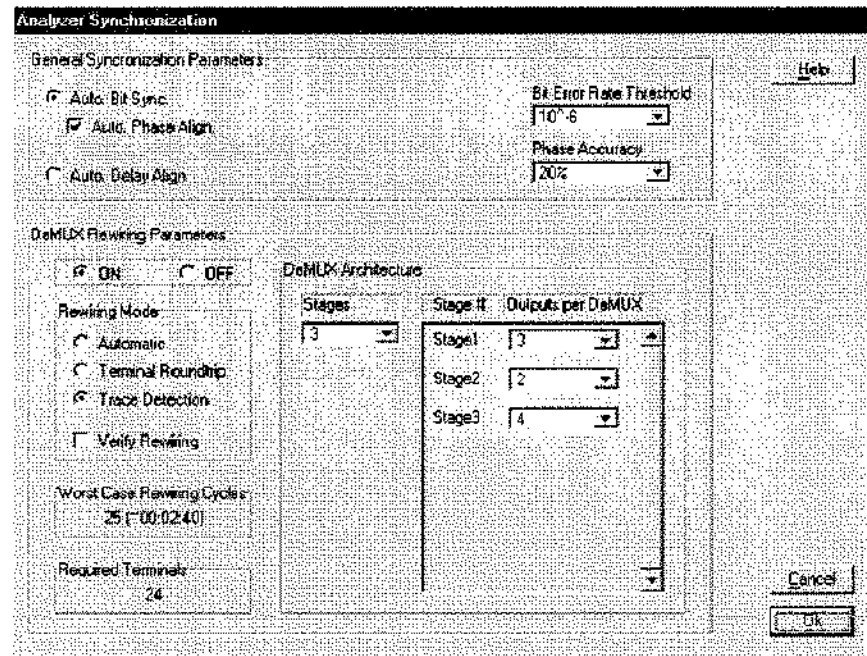 Analyzer Synchronization
General Syncronization Parameters
Help
Auto. Bit Sync.
Auto. Phase Align.
Auto. Delay Align
Bit Error Rate Threshold
10^-6
Phase Accuracy
20%
DeMUX Rewiring Parameters
ON OFF
Rewiring Mode
Automatic
Terminal Roundtrip
Trace Detection
Verify Rewiring
Worst Case Rewiring Cycles
25 (~00:02:40)
Required Terminals
24
DeMUX Architecture
Stages
3
Stage # Outputs per DeMUX
Stage1 3
Stage2 2
Stage3 4
Cancel
Ok